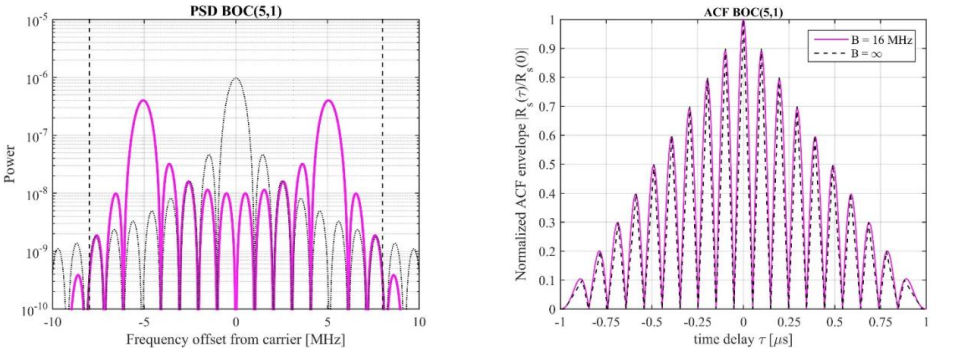 PSD BOC(5,1)
10^-5
10^-6
10^-7
10^-8
10^-9
10^-10
Power
-10 -5 0 5 10
Frequency offset from carrier [MHz]
ACF BOC(5,1)
1
0.9
0.8
0.7
0.6
0.5
0.4
0.3
0.2
0.1
0
Normalized ACF envelope |R_s(τ)/R_s(0)|
B = 16 MHz
B = ∞
-1 -0.75 -0.5 -0.25 0 0.25 0.5 0.75 1
time delay τ [μs]